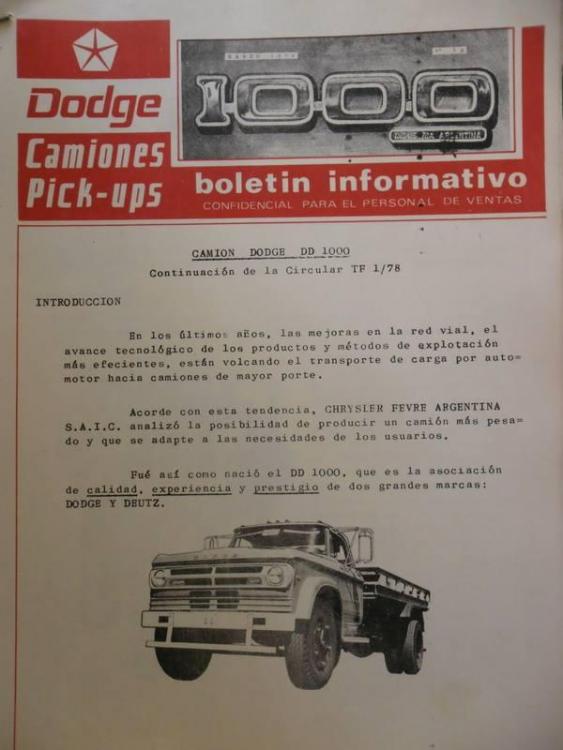 Dodge
Camiones
Pick-ups
1000
INDUSTRIA ARGENTINA
boletin informativo
CONFIDENCIAL PARA EL PERSONAL DE VENTAS
CAMION DODGE DD 1000
Continuación de la Circular TF 1/78
INTRODUCCION
En los últimos años, las mejoras en la red vial, el
avance tecnológico de los productos y métodos de explotación
más efecientes, están volcando el transporte de carga por auto=
motor hacia camiones de mayor porte.
Acorde con esta tendencia, CHRYSLER FEVRE ARGENTINA
S.A.I.C. analizó la posibilidad de producir un camión más pesa=
do y que se adapte a las necesidades de los usuarios.
Fué así como nació el DD 1000, que es la asociación
de calidad, experiencia y prestigio de dos grandes marcas:
DODGE Y DEUTZ.
DODGE